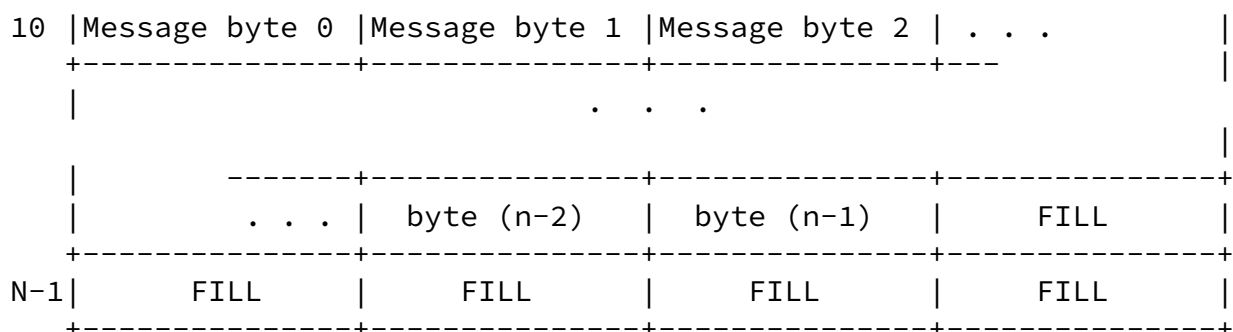 10 |Message byte 0 |Message byte 1 |Message byte 2 | . . . |
+---------------+---------------+---------------+--- |
| . . .
|
| -------+---------------+---------------+---------------+
| . . . | byte (n-2) | byte (n-1) | FILL |
+---------------+---------------+---------------+---------------+
N-1| FILL | FILL | FILL | FILL |
+---------------+---------------+---------------+---------------+